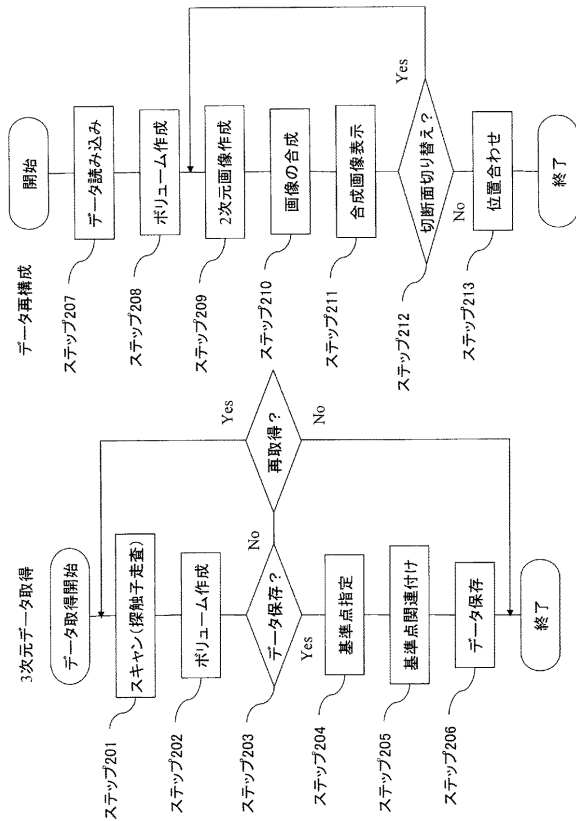 3次元データ取得
データ取得開始
スキャン(探触子走査)
ステップ201
ボリューム作成
ステップ202
データ保存?
ステップ203
Yes
No
再取得?
Yes
No
基準点指定
ステップ204
基準点関連付け
ステップ205
データ保存
ステップ206
終了
データ再構成
開始
データ読み込み
ステップ207
ボリューム作成
ステップ208
2次元画像作成
ステップ209
画像の合成
ステップ210
合成画像表示
ステップ211
切断面切り替え?
ステップ212
Yes
No
位置合わせ
ステップ213
終了